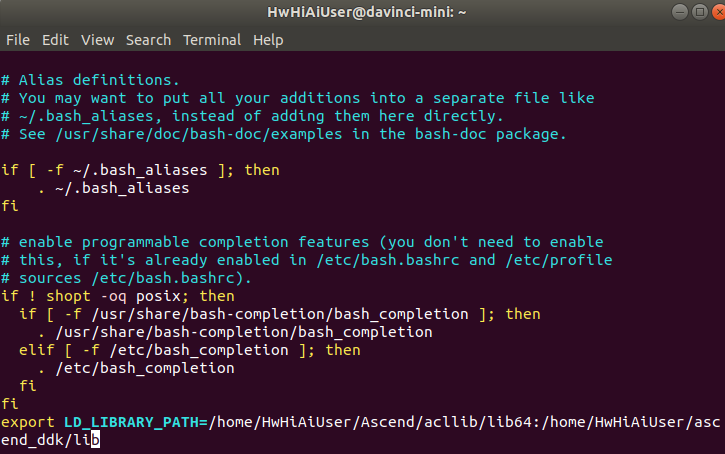 HwHiAiUser@davinci-mini: ~
File Edit View Search Terminal Help
# Alias definitions.
# You may want to put all your additions into a separate file like
# ~/.bash_aliases, instead of adding them here directly.
# See /usr/share/doc/bash-doc/examples in the bash-doc package.
if [ -f ~/.bash_aliases ]; then
    . ~/.bash_aliases
fi
# enable programmable completion features (you don't need to enable
# this, if it's already enabled in /etc/bash.bashrc and /etc/profile
# sources /etc/bash.bashrc).
if ! shopt -oq posix; then
  if [ -f /usr/share/bash-completion/bash_completion ]; then
    . /usr/share/bash-completion/bash_completion
  elif [ -f /etc/bash_completion ]; then
    . /etc/bash_completion
  fi
fi
export LD_LIBRARY_PATH=/home/HwHiAiUser/Ascend/acllib/lib64:/home/HwHiAiUser/asc
end_ddk/lib